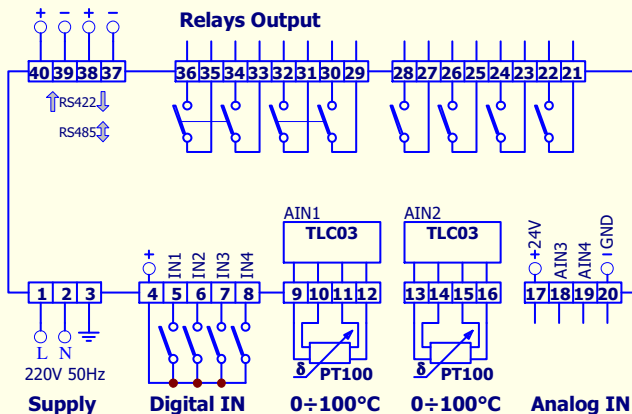 Relays Output
+ − + −
40 39 38 37 36 35 34 33 32 31 30 29 28 27 26 25 24 23 22 21
RS422
RS485
AIN1 AIN2
TLC03 TLC03
+ IN1 IN2 IN3 IN4 +24V AIN3 AIN4 −GND
1 2 3 4 5 6 7 8 9 10 11 12 13 14 15 16 17 18 19 20
L N
δ PT100 δ PT100
220V 50Hz
Supply Digital IN 0÷100°C 0÷100°C Analog IN